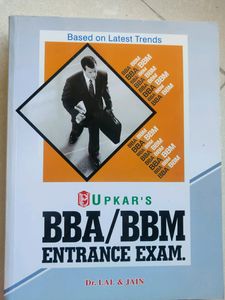 Based on Latest Trends
UPKAR'S
BBA/BBM
ENTRANCE EXAM.
Dr. LAL & JAIN